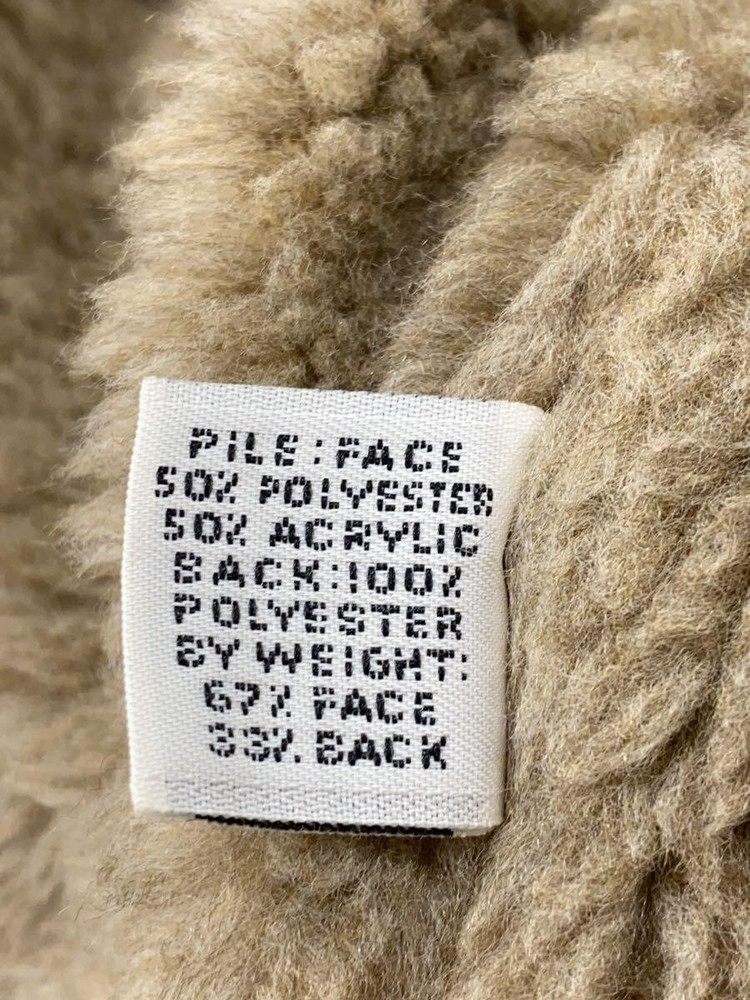 PILE: FACE
50% POLYESTER
50% ACRYLIC
BACK: 100%
POLYESTER
BY WEIGHT:
67% FACE
33% BACK